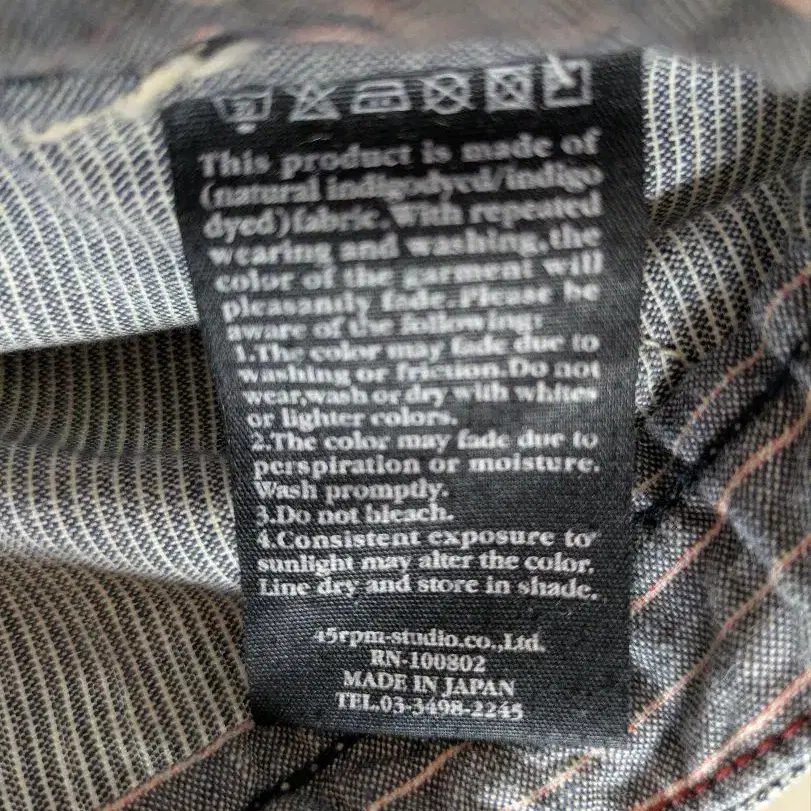 This product is made of
(natural indigodyed/indigo
dyed)fabric.With repeated
wearing and washing,the
color of the garment will
pleasantly fade.Please be
aware of the following:
1.The color may fade due to
washing or friction.Do not
wear,wash or dry with whites
or lighter colors.
2.The color may fade due to
perspiration or moisture.
Wash promptly.
3.Do not bleach.
4.Consistent exposure to
sunlight may alter the color.
Line dry and store in shade.
45rpm-studio.co.,Ltd.
RN-100802
MADE IN JAPAN
TEL.03-3498-2245